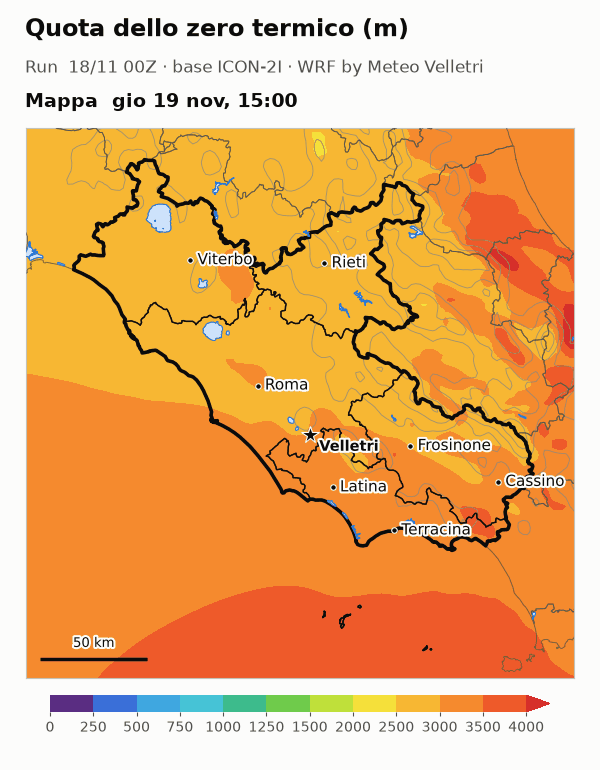 Quota dello zero termico (m)
Run  18/11 00Z · base ICON-2I · WRF by Meteo Velletri
Mappa  gio 19 nov, 15:00
Viterbo
Rieti
Roma
Velletri
Frosinone
Latina
Cassino
Terracina
50 km
0 250 500 750 1000 1250 1500 2000 2500 3000 3500 4000